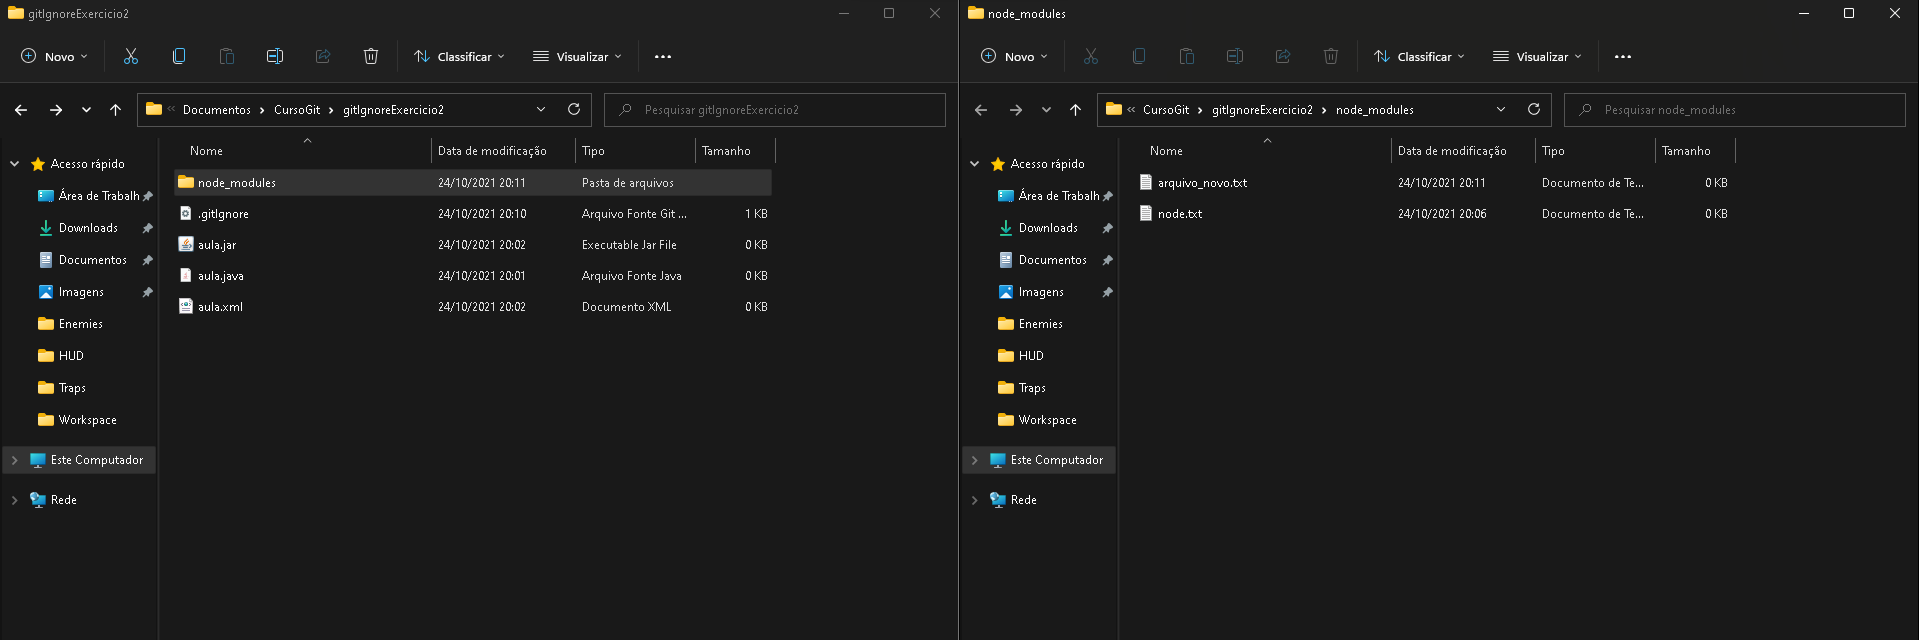 gitIgnoreExercicio2
Novo
Classificar
Visualizar
Documentos
CursoGit
gitIgnoreExercicio2
Pesquisar gitIgnoreExercicio2
Nome
Data de modificação
Tipo
Tamanho
Acesso rápido
Área de Trabalh
Downloads
Documentos
Imagens
Enemies
HUD
Traps
Workspace
Este Computador
Rede
node_modules 24/10/2021 20:11 Pasta de arquivos
.gitIgnore 24/10/2021 20:10 Arquivo Fonte Git ... 1 KB
aula.jar 24/10/2021 20:02 Executable Jar File 0 KB
aula.java 24/10/2021 20:01 Arquivo Fonte Java 0 KB
aula.xml 24/10/2021 20:02 Documento XML 0 KB
node_modules
Novo
Classificar
Visualizar
CursoGit
gitIgnoreExercicio2
node_modules
Pesquisar node_modules
Nome
Data de modificação
Tipo
Tamanho
Acesso rápido
Área de Trabalh
Downloads
Documentos
Imagens
Enemies
HUD
Traps
Workspace
Este Computador
Rede
arquivo_novo.txt 24/10/2021 20:11 Documento de Te... 0 KB
node.txt 24/10/2021 20:06 Documento de Te... 0 KB